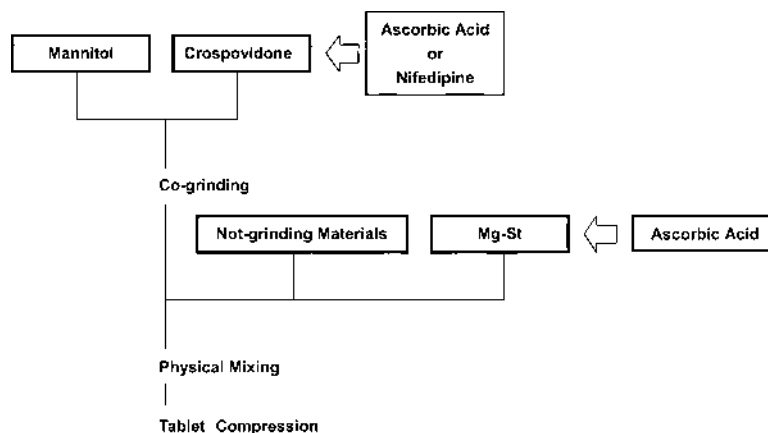 Mannitol
Crospovidone
Ascorbic Acid
or
Nifedipine
Co-grinding
Not-grinding Materials
Mg-St
Ascorbic Acid
Physical Mixing
Tablet Compression